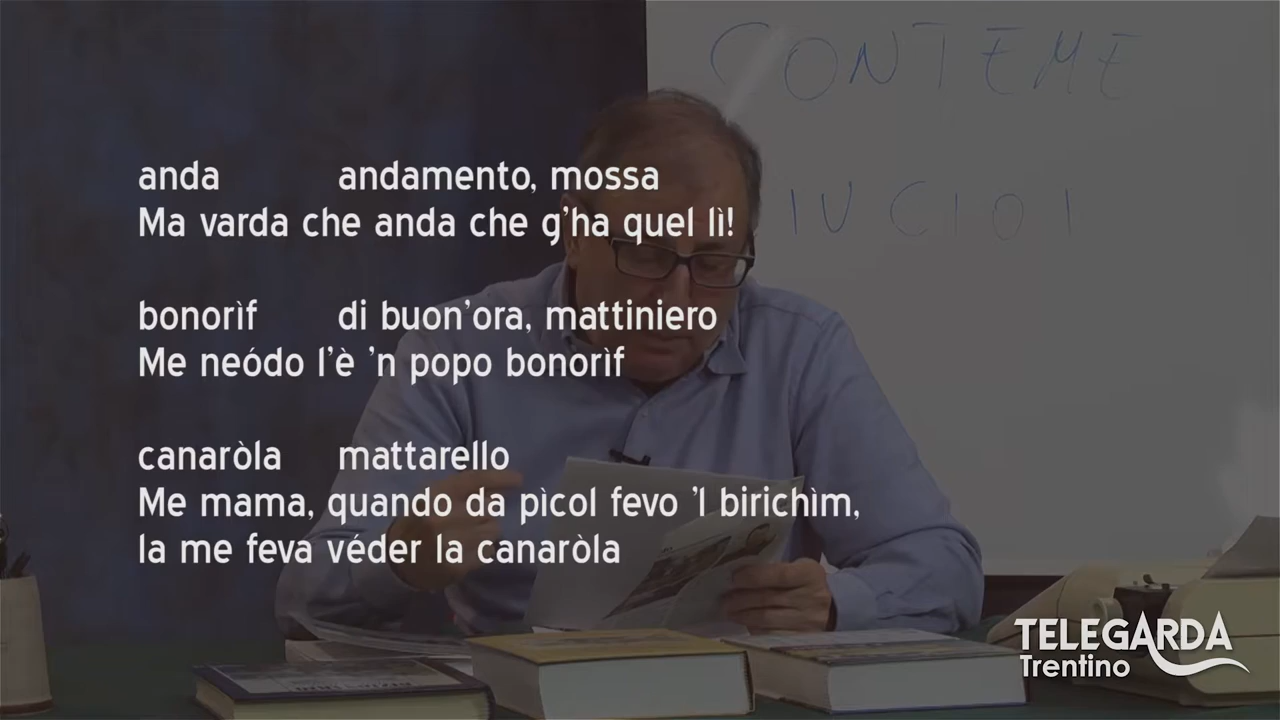 CONTEME
anda andamento, mossa
Ma varda che anda che g'ha quel lì!
bonorìf di buon'ora, mattiniero
Me neódo l'è 'n popo bonorìf
canaròla mattarello
Me mama, quando da pìcol fevo 'l birichìm,
la me feva véder la canaròla
TELEGARDA
Trentino